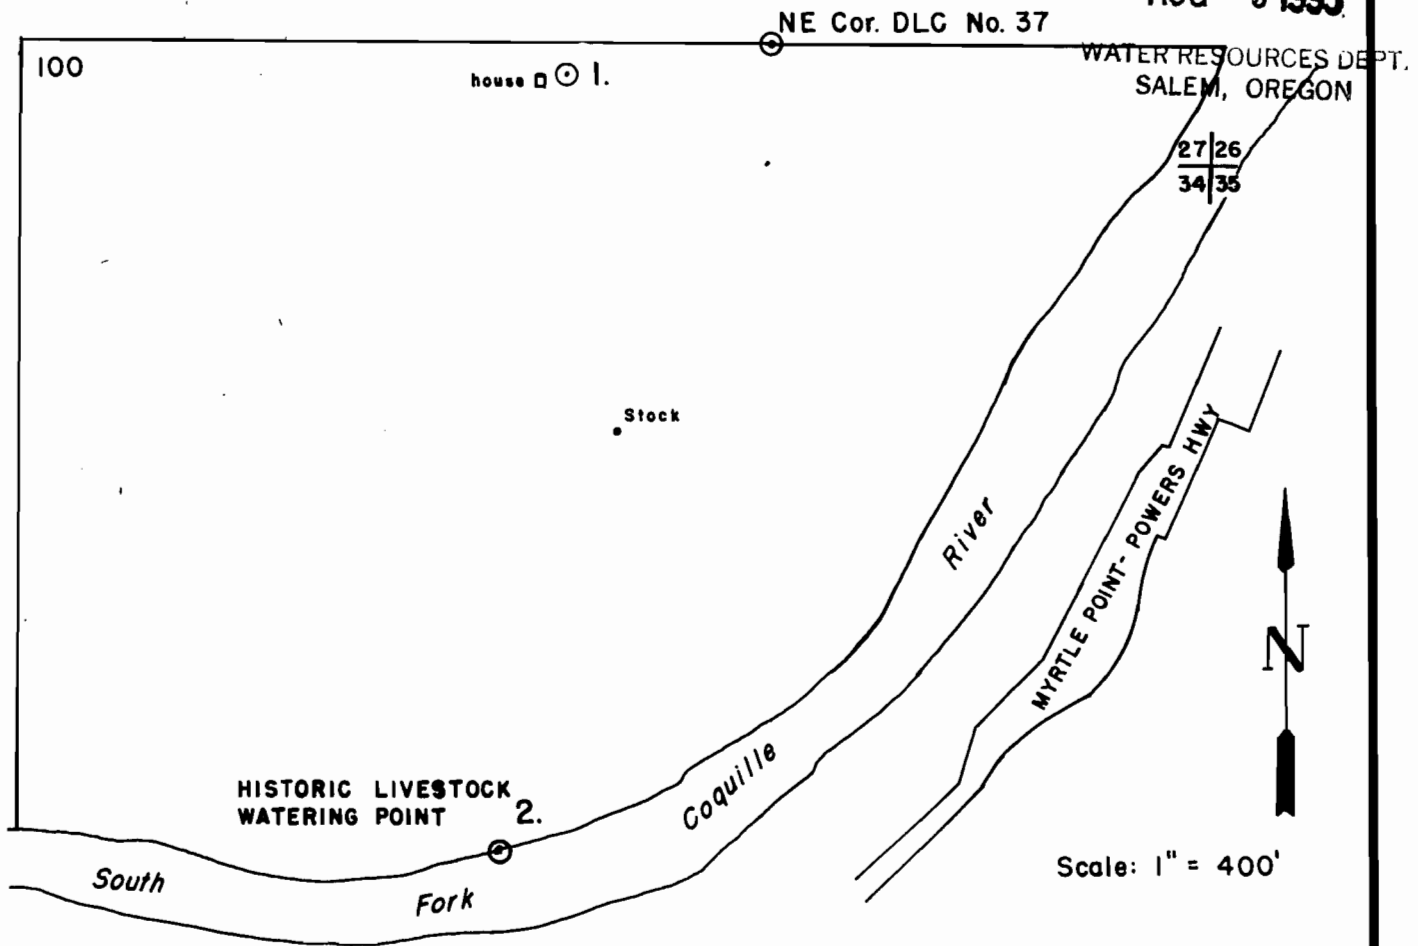 NE Cor. DLC No. 37
WATER RESOURCES DEPT.
SALEM, OREGON
100
house 1.
27 26
34 35
Stock
River
MYRTLE POINT-POWERS HWY
N
HISTORIC LIVESTOCK
WATERING POINT 2.
Coquille
South
Fork
Scale: 1" = 400'